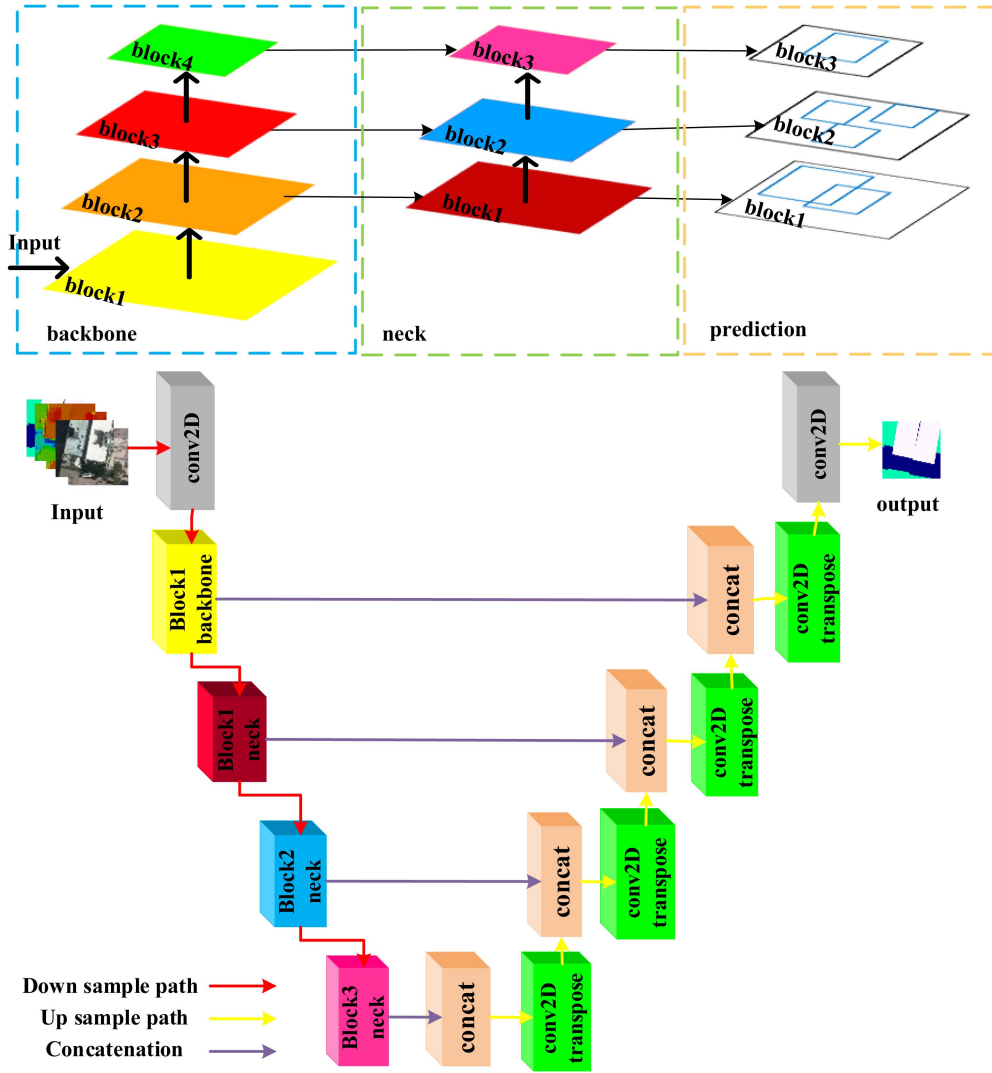 block4
block3
block3
block3
block2
block2
block2
block1
block1
Input
block1
backbone
neck
prediction
conv2D
conv2D
Input
output
Block1
backbone
concat
conv2D
transpose
Block1
neck
concat
conv2D
transpose
Block2
neck
concat
conv2D
transpose
Block3
neck
concat
conv2D
transpose
Down sample path
Up sample path
Concatenation